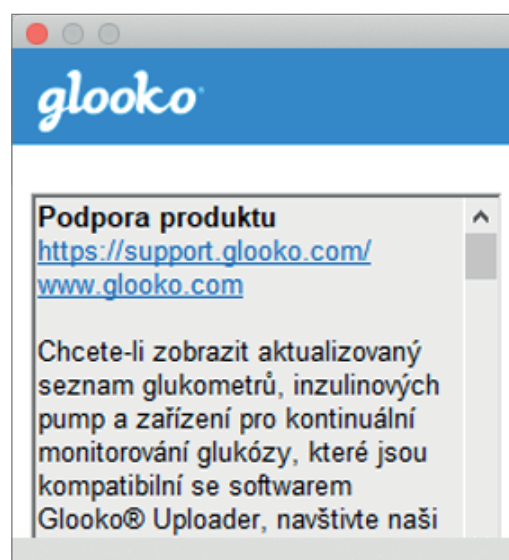 glooko
Podpora produktu
https://support.glooko.com/
www.glooko.com
Chcete-li zobrazit aktualizovaný
seznam glukometrů, inzulinových
pump a zařízení pro kontinuální
monitorování glukózy, které jsou
kompatibilní se softwarem
Glooko® Uploader, navštivte naši